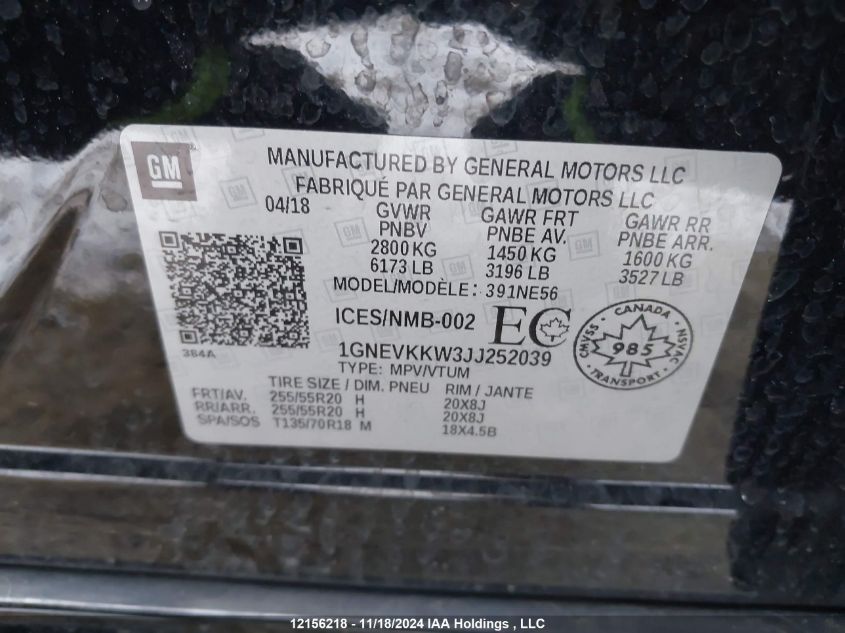 GM
MANUFACTURED BY GENERAL MOTORS LLC
FABRIQUÉ PAR GENERAL MOTORS LLC
04/18 GVWR GAWR FRT GAWR RR
PNBV PNBE AV. PNBE ARR.
2800 KG 1450 KG 1600 KG
6173 LB 3196 LB 3527 LB
MODEL/MODÈLE: 391NE56
ICES/NMB-002 EC
CANADA
CMVSS 985 NSVAC
TRANSPORT
384A
1GNEVKKW3JJ252039
TYPE: MPV/VTUM
TIRE SIZE / DIM. PNEU RIM / JANTE
FRT/AV. 255/55R20 H 20X8J
RR/ARR. 255/55R20 H 20X8J
SPA/SOS T135/70R18 M 18X4.5B
12156218 - 11/18/2024 IAA Holdings , LLC